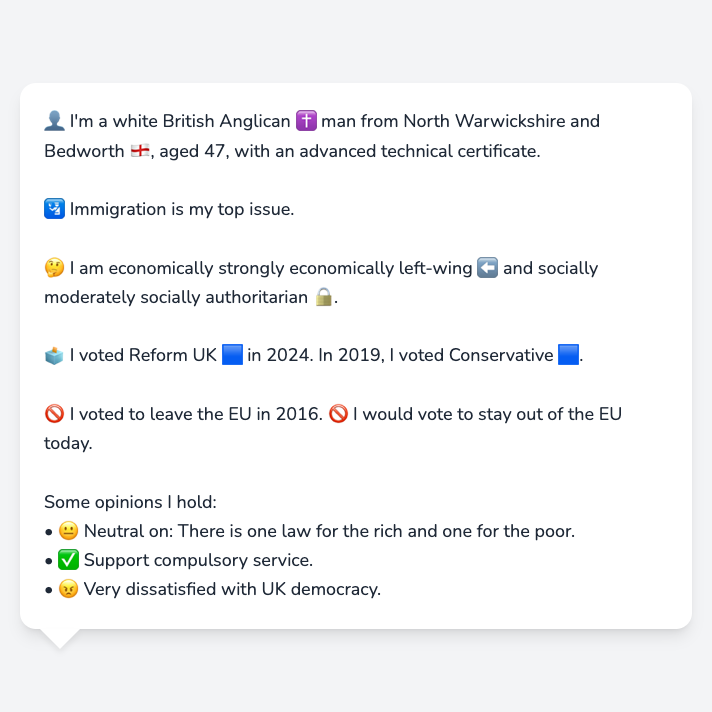 👤 I'm a white British Anglican ✝️ man from North Warwickshire and
Bedworth 🏴󠁧󠁢󠁥󠁮󠁧󠁿, aged 47, with an advanced technical certificate.
🛂 Immigration is my top issue.
🤔 I am economically strongly economically left-wing ⬅️ and socially
moderately socially authoritarian 🔒.
🗳️ I voted Reform UK 🟦 in 2024. In 2019, I voted Conservative 🟦.
🚫 I voted to leave the EU in 2016. 🚫 I would vote to stay out of the EU
today.
Some opinions I hold:
• 😐 Neutral on: There is one law for the rich and one for the poor.
• ✅ Support compulsory service.
• 😠 Very dissatisfied with UK democracy.